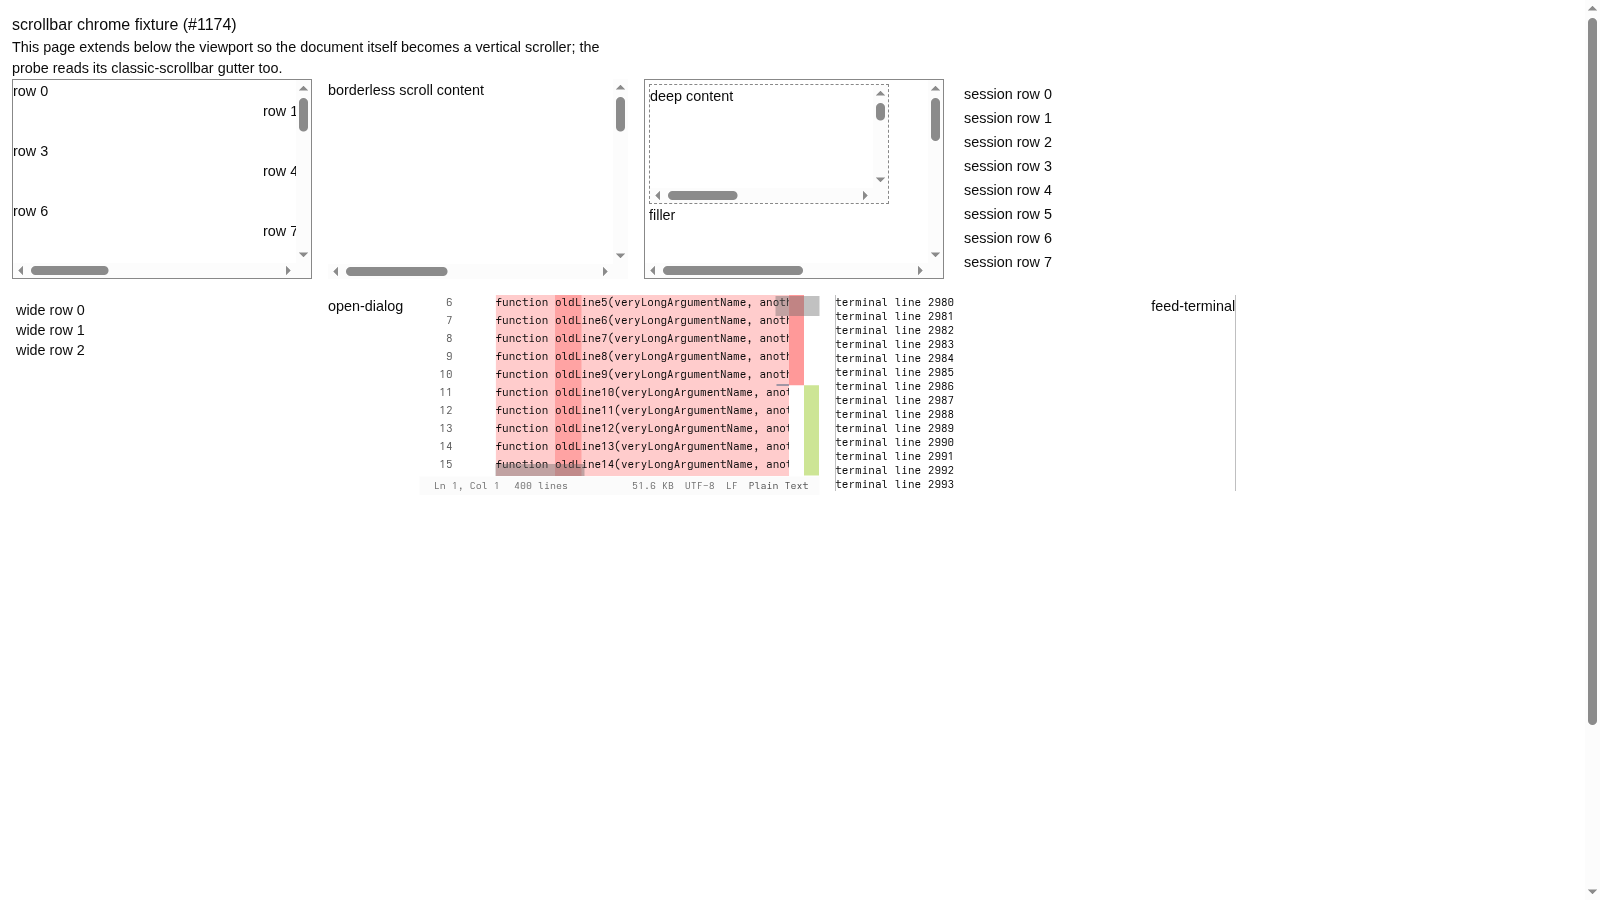 scrollbar chrome fixture (#1174)
This page extends below the viewport so the document itself becomes a vertical scroller; the
probe reads its classic-scrollbar gutter too.
row 0
row 1
row 3
row 4
row 6
row 7
borderless scroll content
deep content
filler
session row 0
session row 1
session row 2
session row 3
session row 4
session row 5
session row 6
session row 7
wide row 0
wide row 1
wide row 2
open-dialog
6 function oldLine5(veryLongArgumentName, anoth
7 function oldLine6(veryLongArgumentName, anoth
8 function oldLine7(veryLongArgumentName, anoth
9 function oldLine8(veryLongArgumentName, anoth
10 function oldLine9(veryLongArgumentName, anoth
11 function oldLine10(veryLongArgumentName, anot
12 function oldLine11(veryLongArgumentName, anot
13 function oldLine12(veryLongArgumentName, anot
14 function oldLine13(veryLongArgumentName, anot
15 function oldLine14(veryLongArgumentName, anot
Ln 1, Col 1 400 lines 51.6 KB UTF-8 LF Plain Text
terminal line 2980
terminal line 2981
terminal line 2982
terminal line 2983
terminal line 2984
terminal line 2985
terminal line 2986
terminal line 2987
terminal line 2988
terminal line 2989
terminal line 2990
terminal line 2991
terminal line 2992
terminal line 2993
feed-terminal